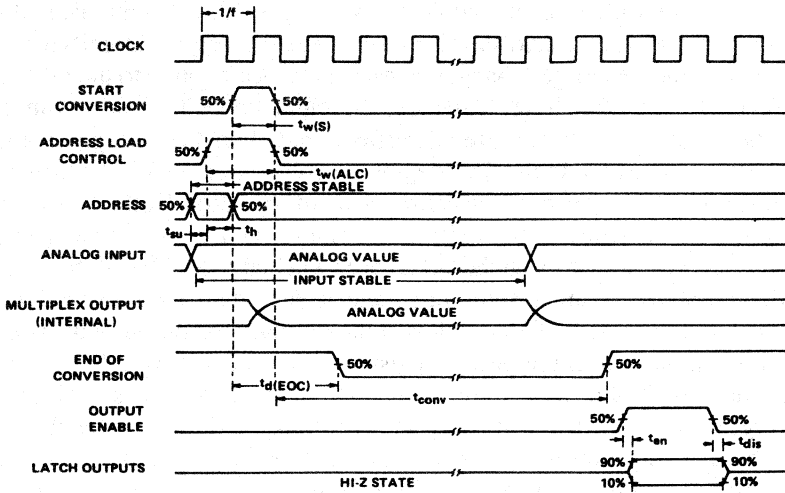 1/f
CLOCK
START
CONVERSION
50%
50%
tw(S)
ADDRESS LOAD
CONTROL
50%
50%
tw(ALC)
ADDRESS STABLE
ADDRESS
50%
50%
tsu
th
ANALOG INPUT
ANALOG VALUE
INPUT STABLE
MULTIPLEX OUTPUT
(INTERNAL)
ANALOG VALUE
END OF
CONVERSION
50%
50%
td(EOC)
tconv
OUTPUT
ENABLE
50%
50%
ten
tdis
LATCH OUTPUTS
90%
90%
HI-Z STATE
10%
10%